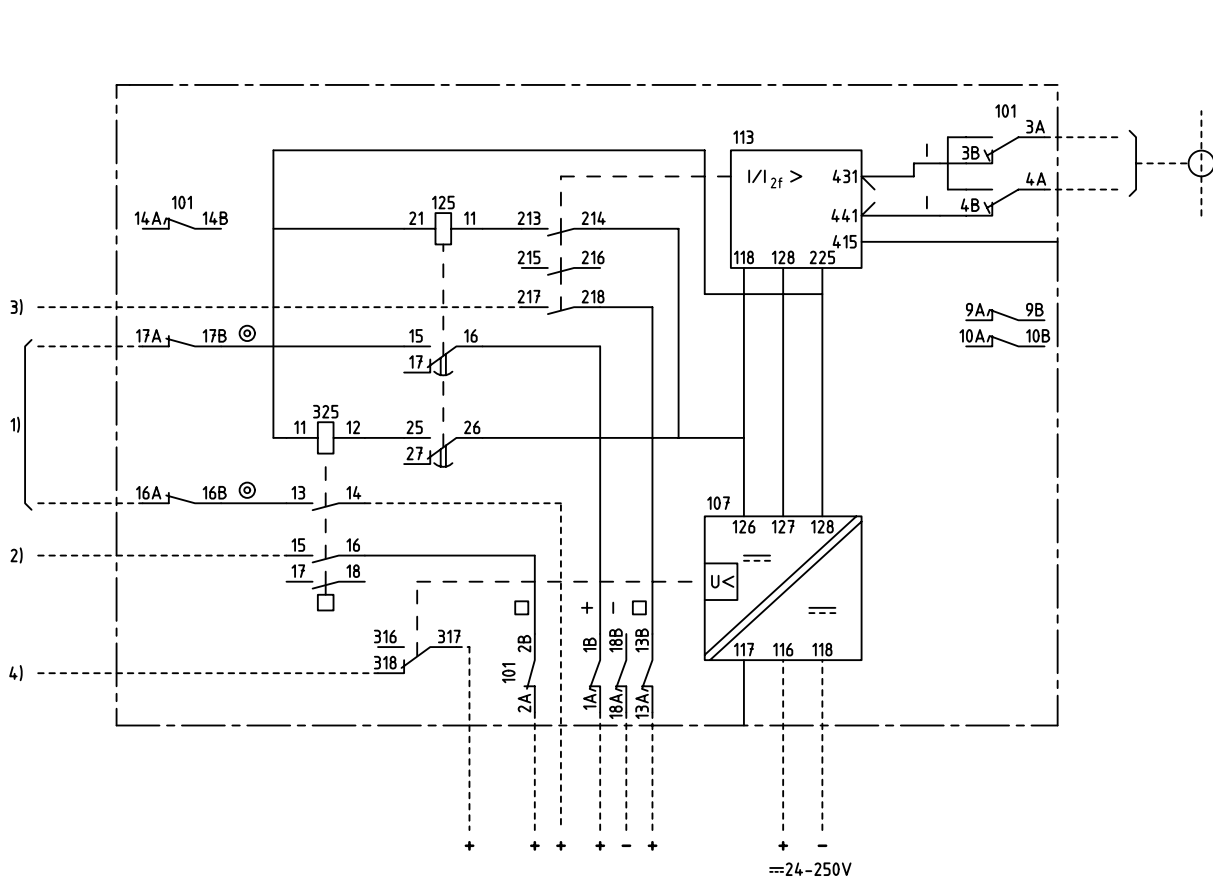 101
3A
113
3B
I
I/I2f >
431
4A
I
4B
441
415
101
14A
14B
125
21
11
213
214
118
128
225
215
216
217
218
3)
9A
9B
10A
10B
17A
17B
15
16
17
1)
325
11
12
25
26
27
16A
16B
13
14
107
126
127
128
2)
15
16
17
18
U<
+
-
316
317
318
4)
101
2B
2A
1B
1A
18B
18A
13B
13A
117
116
118
+
+
+
+
-
+
+
-
24-250V